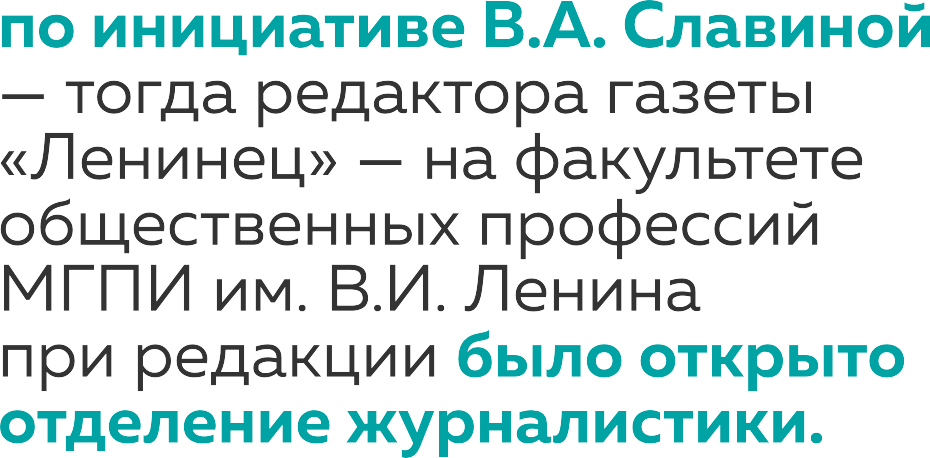 по инициативе В.А. Славиной
— тогда редактора газеты
«Ленинец» — на факультете
общественных профессий
МГПИ им. В.И. Ленина
при редакции было открыто
отделение журналистики.